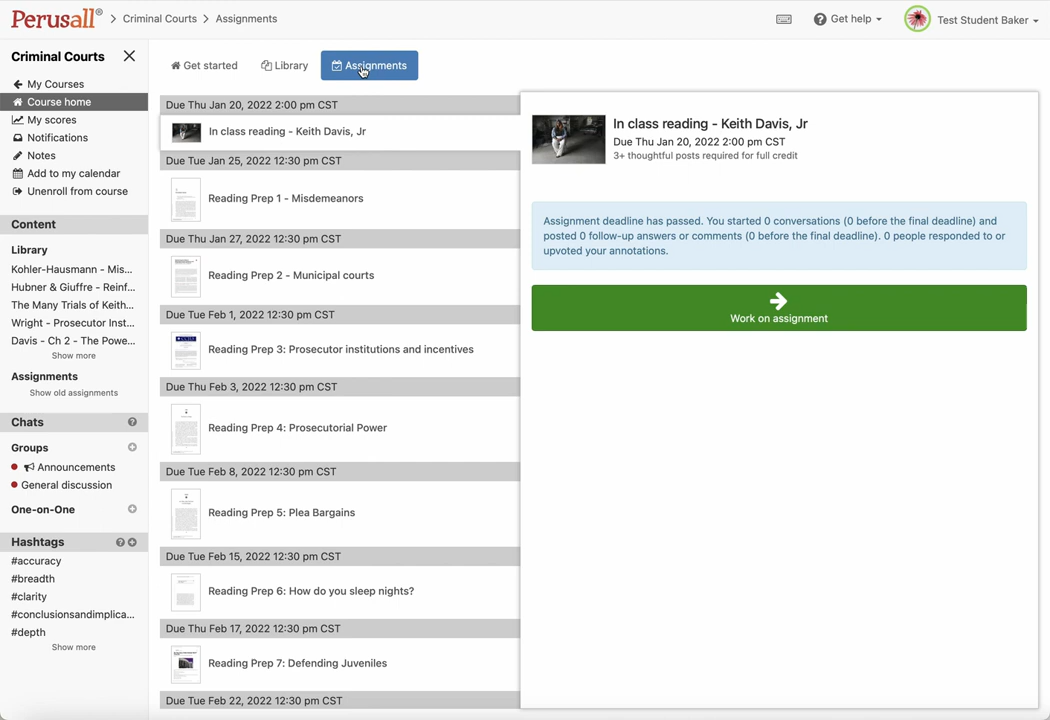 Perusall® > Criminal Courts > Assignments
Get help
Test Student Baker
Criminal Courts
My Courses
Course home
My scores
Notifications
Notes
Add to my calendar
Unenroll from course
Content
Library
Kohler-Hausmann - Mis...
Hubner & Giuffre - Reinf...
The Many Trials of Keith...
Wright - Prosecutor Inst...
Davis - Ch 2 - The Powe...
Show more
Assignments
Show old assignments
Chats
Groups
Announcements
General discussion
One-on-One
Hashtags
#accuracy
#breadth
#clarity
#conclusionsandimplica...
#depth
Show more
Get started
Library
Assignments
Due Thu Jan 20, 2022 2:00 pm CST
In class reading - Keith Davis, Jr
Due Tue Jan 25, 2022 12:30 pm CST
Reading Prep 1 - Misdemeanors
Due Thu Jan 27, 2022 12:30 pm CST
Reading Prep 2 - Municipal courts
Due Tue Feb 1, 2022 12:30 pm CST
Reading Prep 3: Prosecutor institutions and incentives
Due Thu Feb 3, 2022 12:30 pm CST
Reading Prep 4: Prosecutorial Power
Due Tue Feb 8, 2022 12:30 pm CST
Reading Prep 5: Plea Bargains
Due Tue Feb 15, 2022 12:30 pm CST
Reading Prep 6: How do you sleep nights?
Due Thu Feb 17, 2022 12:30 pm CST
Reading Prep 7: Defending Juveniles
Due Tue Feb 22, 2022 12:30 pm CST
In class reading - Keith Davis, Jr
Due Thu Jan 20, 2022 2:00 pm CST
3+ thoughtful posts required for full credit
Assignment deadline has passed. You started 0 conversations (0 before the final deadline) and
posted 0 follow-up answers or comments (0 before the final deadline). 0 people responded to or
upvoted your annotations.
Work on assignment